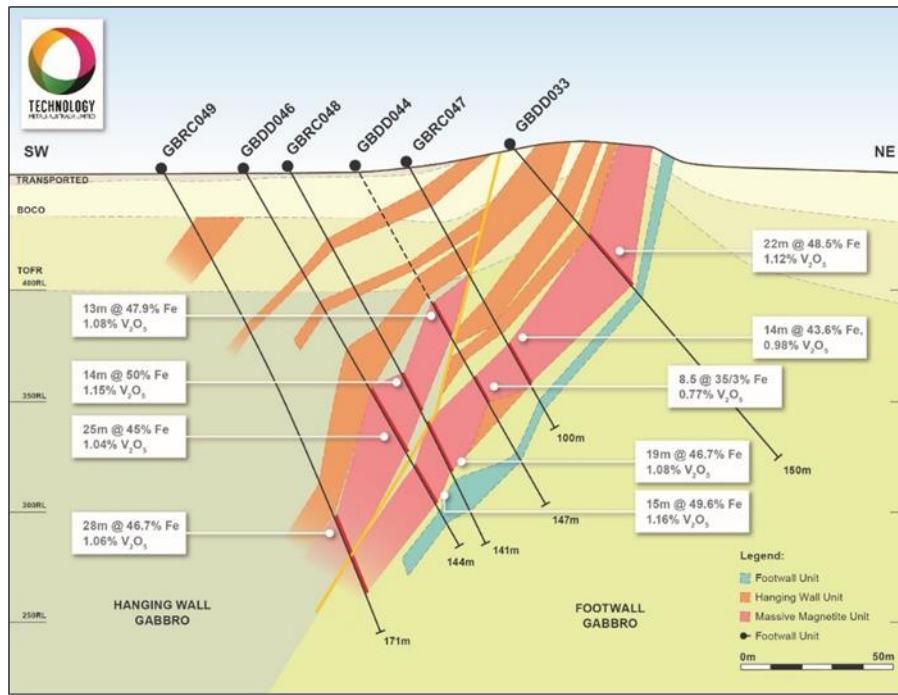 TECHNOLOGY
METALS AUSTRALIA LIMITED
SW
NE
GBRC049
GBDD046
GBRC048
GBDD044
GBRC047
GBDD033
TRANSPORTED
BOCO
TOFR
400RL
350RL
300RL
250RL
13m @ 47.9% Fe
1.08% V₂O₅
14m @ 50% Fe
1.15% V₂O₅
25m @ 45% Fe
1.04% V₂O₅
28m @ 46.7% Fe
1.06% V₂O₅
22m @ 48.5% Fe
1.12% V₂O₅
14m @ 43.6% Fe,
0.98% V₂O₅
8.5 @ 35/3% Fe
0.77% V₂O₅
19m @ 46.7% Fe
1.08% V₂O₅
15m @ 49.6% Fe
1.16% V₂O₅
100m
150m
147m
141m
144m
171m
HANGING WALL
GABBRO
FOOTWALL
GABBRO
Legend:
Footwall Unit
Hanging Wall Unit
Massive Magnetite Unit
Footwall Unit
0m
50m